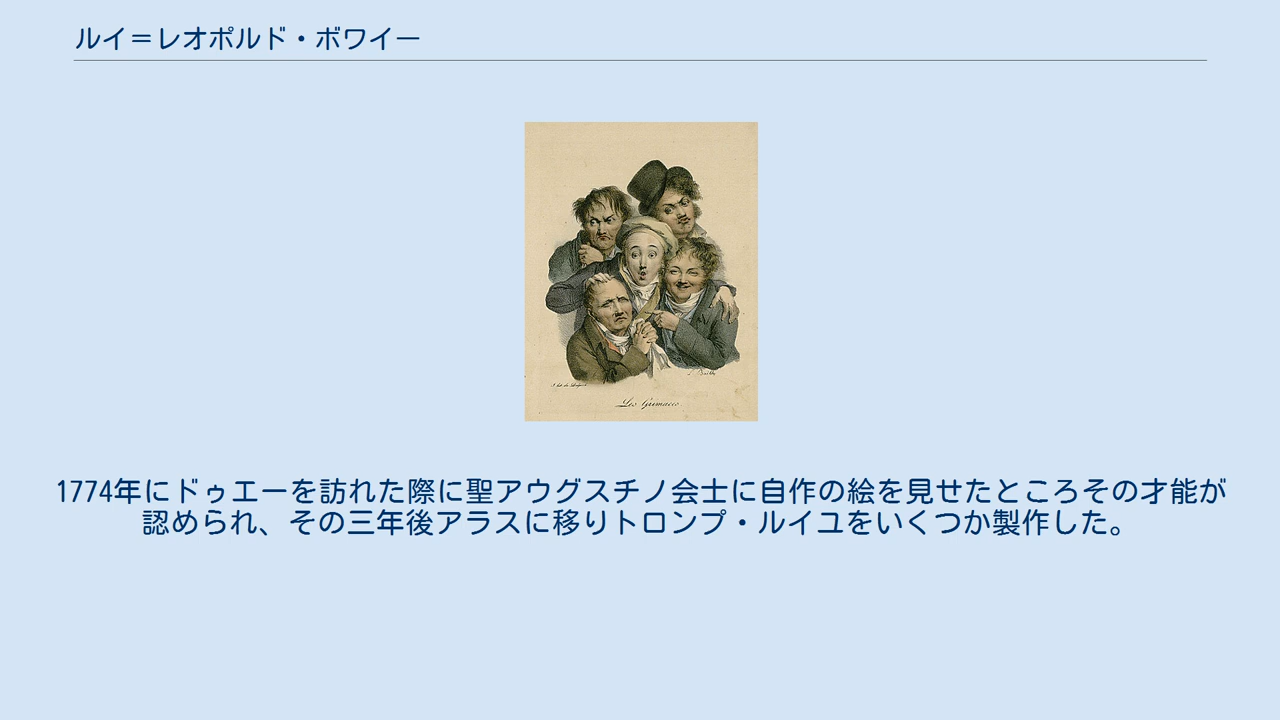 ルイ＝レオポルド・ボワイー
Les Grimaces
1774年にドゥエーを訪れた際に聖アウグスチノ会士に自作の絵を見せたところその才能が
認められ、その三年後アラスに移りトロンプ・ルイユをいくつか製作した。